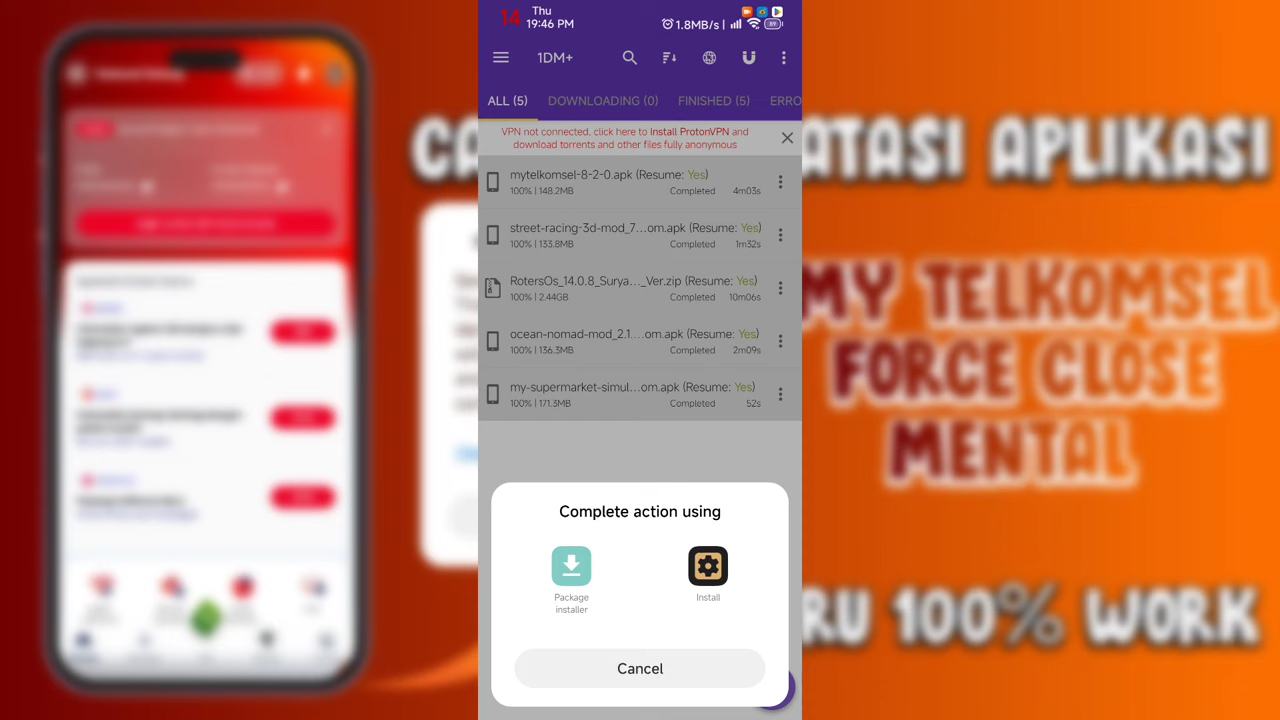 14
Thu
19:46 PM
1.8MB/s
89
1DM+
ALL (5)
DOWNLOADING (0)
FINISHED (5)
ERRO
VPN not connected, click here to Install ProtonVPN and
download torrents and other files fully anonymous
mytelkomsel-8-2-0.apk (Resume: Yes)
100% | 148.2MB
Completed
4m03s
street-racing-3d-mod_7...om.apk (Resume: Yes)
100% | 133.8MB
Completed
1m32s
RotersOs_14.0.8_Surya..._Ver.zip (Resume: Yes)
100% | 2.44GB
Completed
10m06s
ocean-nomad-mod_2.1...om.apk (Resume: Yes)
100% | 136.3MB
Completed
2m09s
my-supermarket-simul...om.apk (Resume: Yes)
100% | 171.3MB
Completed
52s
Complete action using
Package
installer
Install
Cancel
CA
ATASI APLIKASI
MY TELKOMSEL
FORCE CLOSE
MENTAL
RU 100% WORK